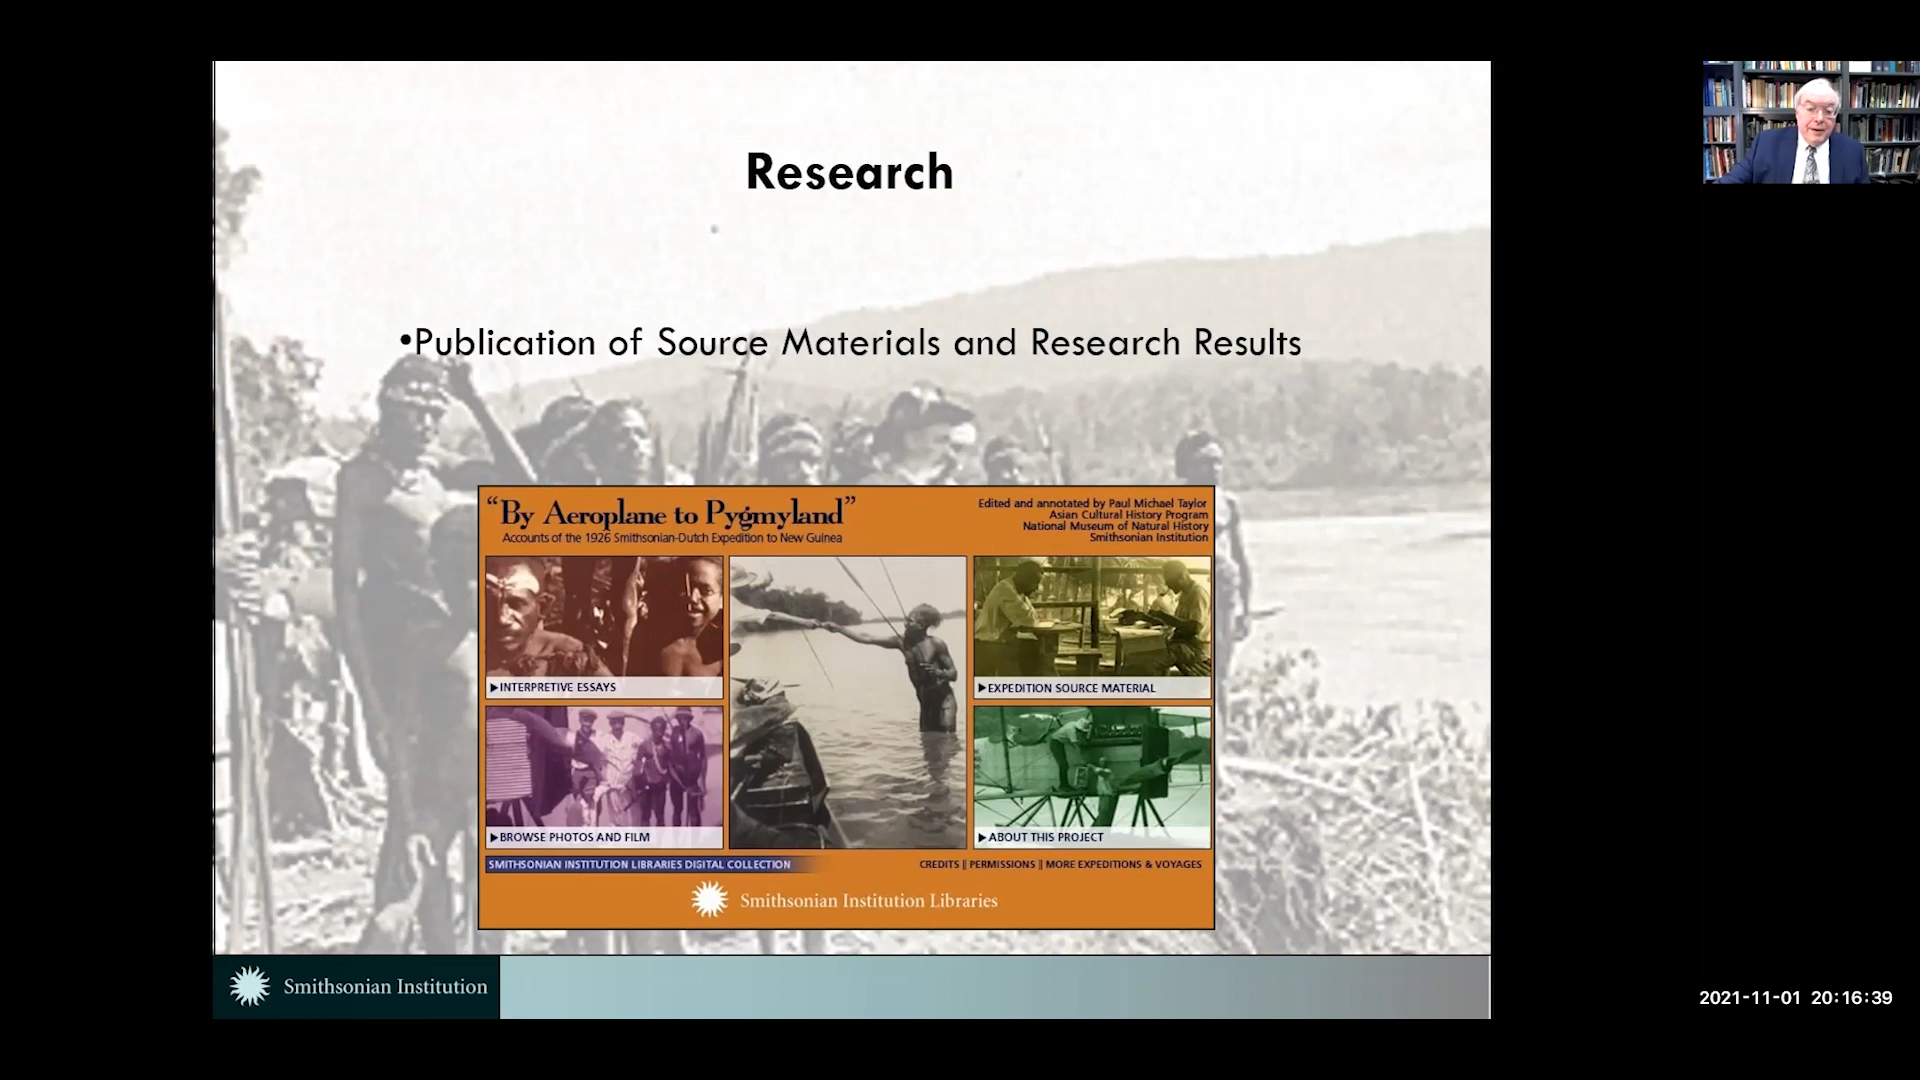 Research
•Publication of Source Materials and Research Results
“By Aeroplane to Pygmyland”
Accounts of the 1926 Smithsonian-Dutch Expedition to New Guinea
Edited and annotated by Paul Michael Taylor
Asian Cultural History Program
National Museum of Natural History
Smithsonian Institution
▶INTERPRETIVE ESSAYS
▶EXPEDITION SOURCE MATERIAL
▶BROWSE PHOTOS AND FILM
▶ABOUT THIS PROJECT
SMITHSONIAN INSTITUTION LIBRARIES DIGITAL COLLECTION
CREDITS || PERMISSIONS || MORE EXPEDITIONS & VOYAGES
Smithsonian Institution Libraries
Smithsonian Institution
2021-11-01 20:16:39